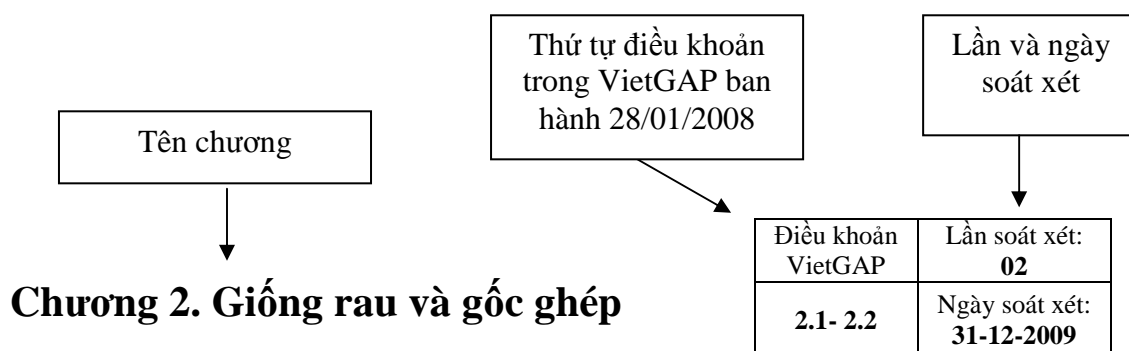 Thứ tự điều khoản
trong VietGAP ban
hành 28/01/2008
Lần và ngày
soát xét
Tên chương
Điều khoản
VietGAP
Lần soát xét:
02
Chương 2. Giống rau và gốc ghép
2.1- 2.2
Ngày soát xét:
31-12-2009